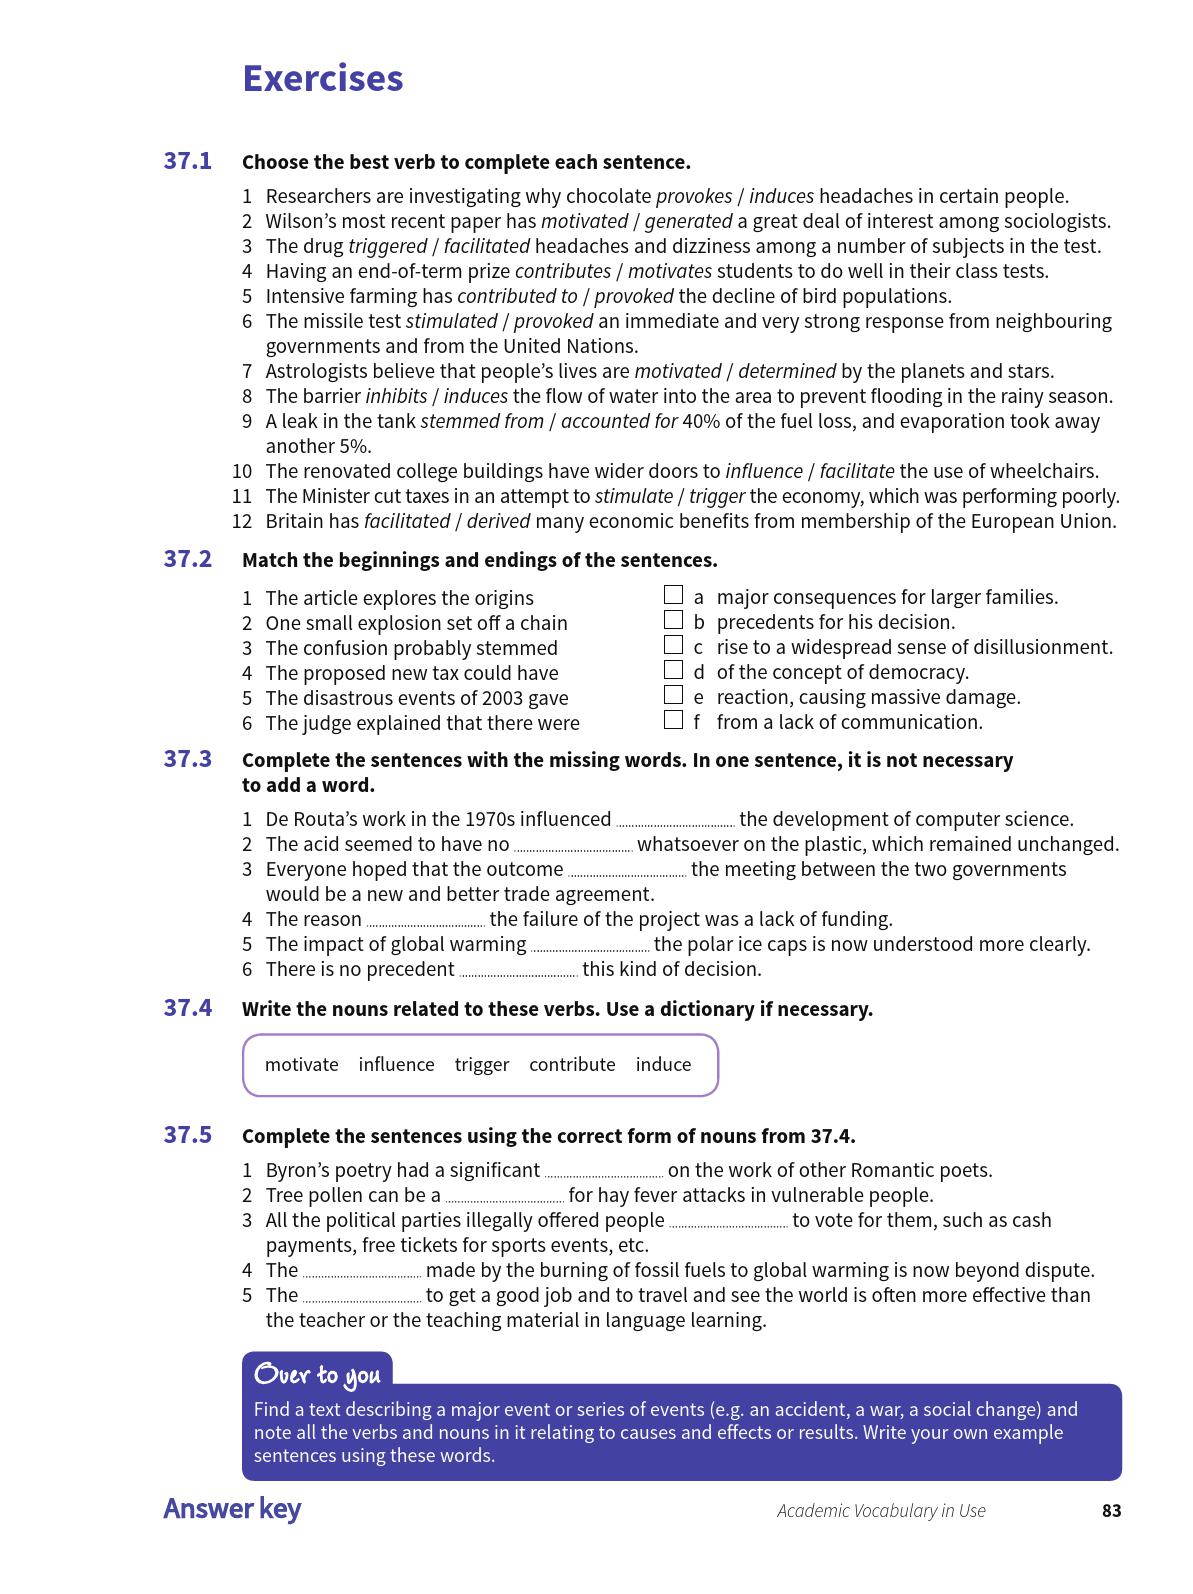 Exercises
37.1 Choose the best verb to complete each sentence.
1 Researchers are investigating why chocolate provokes / induces headaches in certain people.
2 Wilson’s most recent paper has motivated / generated a great deal of interest among sociologists.
3 The drug triggered / facilitated headaches and dizziness among a number of subjects in the test.
4 Having an end-of-term prize contributes / motivates students to do well in their class tests.
5 Intensive farming has contributed to / provoked the decline of bird populations.
6 The missile test stimulated / provoked an immediate and very strong response from neighbouring
governments and from the United Nations.
7 Astrologists believe that people’s lives are motivated / determined by the planets and stars.
8 The barrier inhibits / induces the flow of water into the area to prevent flooding in the rainy season.
9 A leak in the tank stemmed from / accounted for 40% of the fuel loss, and evaporation took away
another 5%.
10 The renovated college buildings have wider doors to influence / facilitate the use of wheelchairs.
11 The Minister cut taxes in an attempt to stimulate / trigger the economy, which was performing poorly.
12 Britain has facilitated / derived many economic benefits from membership of the European Union.
37.2 Match the beginnings and endings of the sentences.
1 The article explores the origins a major consequences for larger families.
2 One small explosion set off a chain b precedents for his decision.
3 The confusion probably stemmed c rise to a widespread sense of disillusionment.
4 The proposed new tax could have d of the concept of democracy.
5 The disastrous events of 2003 gave e reaction, causing massive damage.
6 The judge explained that there were f from a lack of communication.
37.3 Complete the sentences with the missing words. In one sentence, it is not necessary
to add a word.
1 De Routa’s work in the 1970s influenced ............................ the development of computer science.
2 The acid seemed to have no ............................ whatsoever on the plastic, which remained unchanged.
3 Everyone hoped that the outcome ............................ the meeting between the two governments
would be a new and better trade agreement.
4 The reason ............................ the failure of the project was a lack of funding.
5 The impact of global warming ............................ the polar ice caps is now understood more clearly.
6 There is no precedent ............................ this kind of decision.
37.4 Write the nouns related to these verbs. Use a dictionary if necessary.
motivate influence trigger contribute induce
37.5 Complete the sentences using the correct form of nouns from 37.4.
1 Byron’s poetry had a significant ............................ on the work of other Romantic poets.
2 Tree pollen can be a ............................ for hay fever attacks in vulnerable people.
3 All the political parties illegally offered people ............................ to vote for them, such as cash
payments, free tickets for sports events, etc.
4 The ............................ made by the burning of fossil fuels to global warming is now beyond dispute.
5 The ............................ to get a good job and to travel and see the world is often more effective than
the teacher or the teaching material in language learning.
Over to you
Find a text describing a major event or series of events (e.g. an accident, a war, a social change) and
note all the verbs and nouns in it relating to causes and effects or results. Write your own example
sentences using these words.
Answer key Academic Vocabulary in Use 83